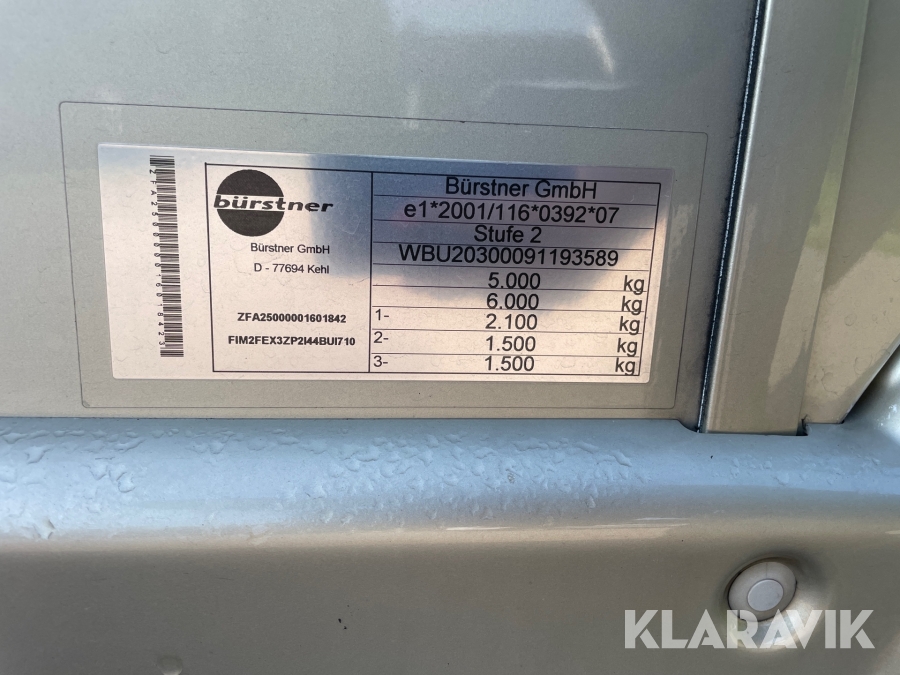 ZFA25000001601842
bürstner
Bürstner GmbH
D - 77694 Kehl
ZFA25000001601842
FIM2FEX3ZP2I44BUI710
Bürstner GmbH
e1*2001/116*0392*07
Stufe 2
WBU20300091193589
5.000 kg
6.000 kg
1- 2.100 kg
2- 1.500 kg
3- 1.500 kg
KLARAVIK